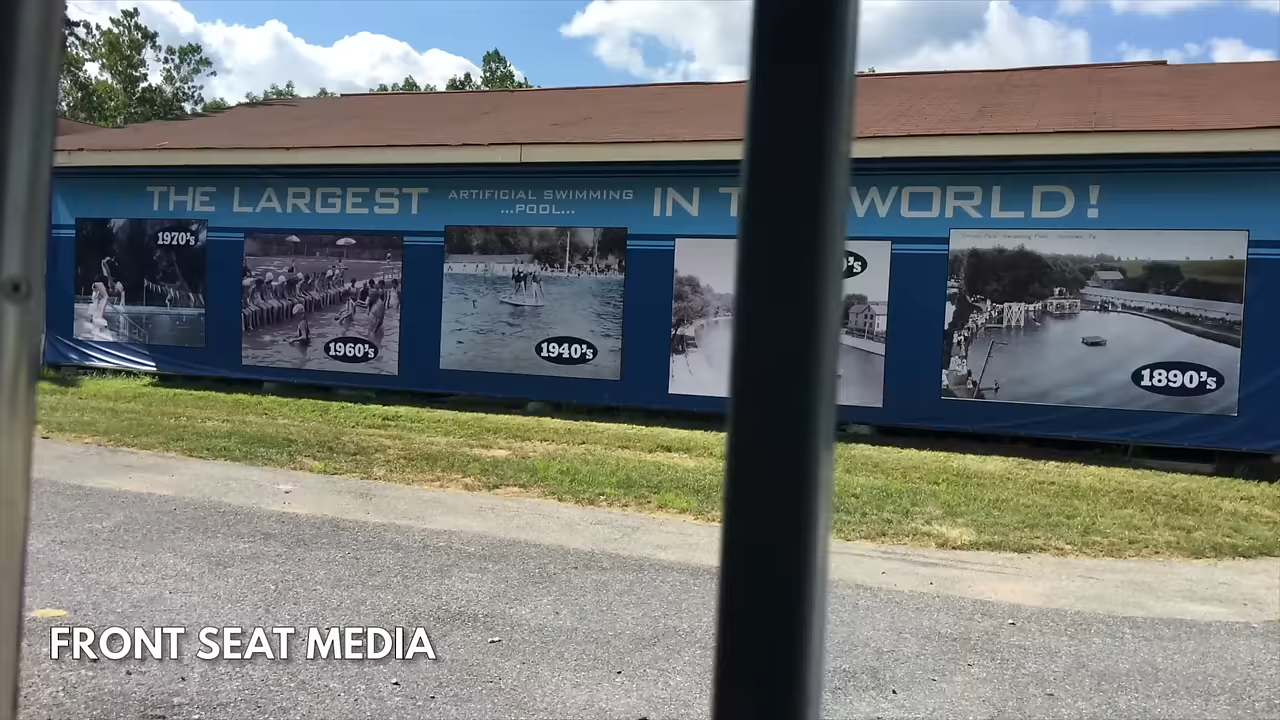 THE LARGEST
ARTIFICIAL SWIMMING
...POOL...
IN T WORLD!
1970's
1960's
1940's
's
1890's
FRONT SEAT MEDIA